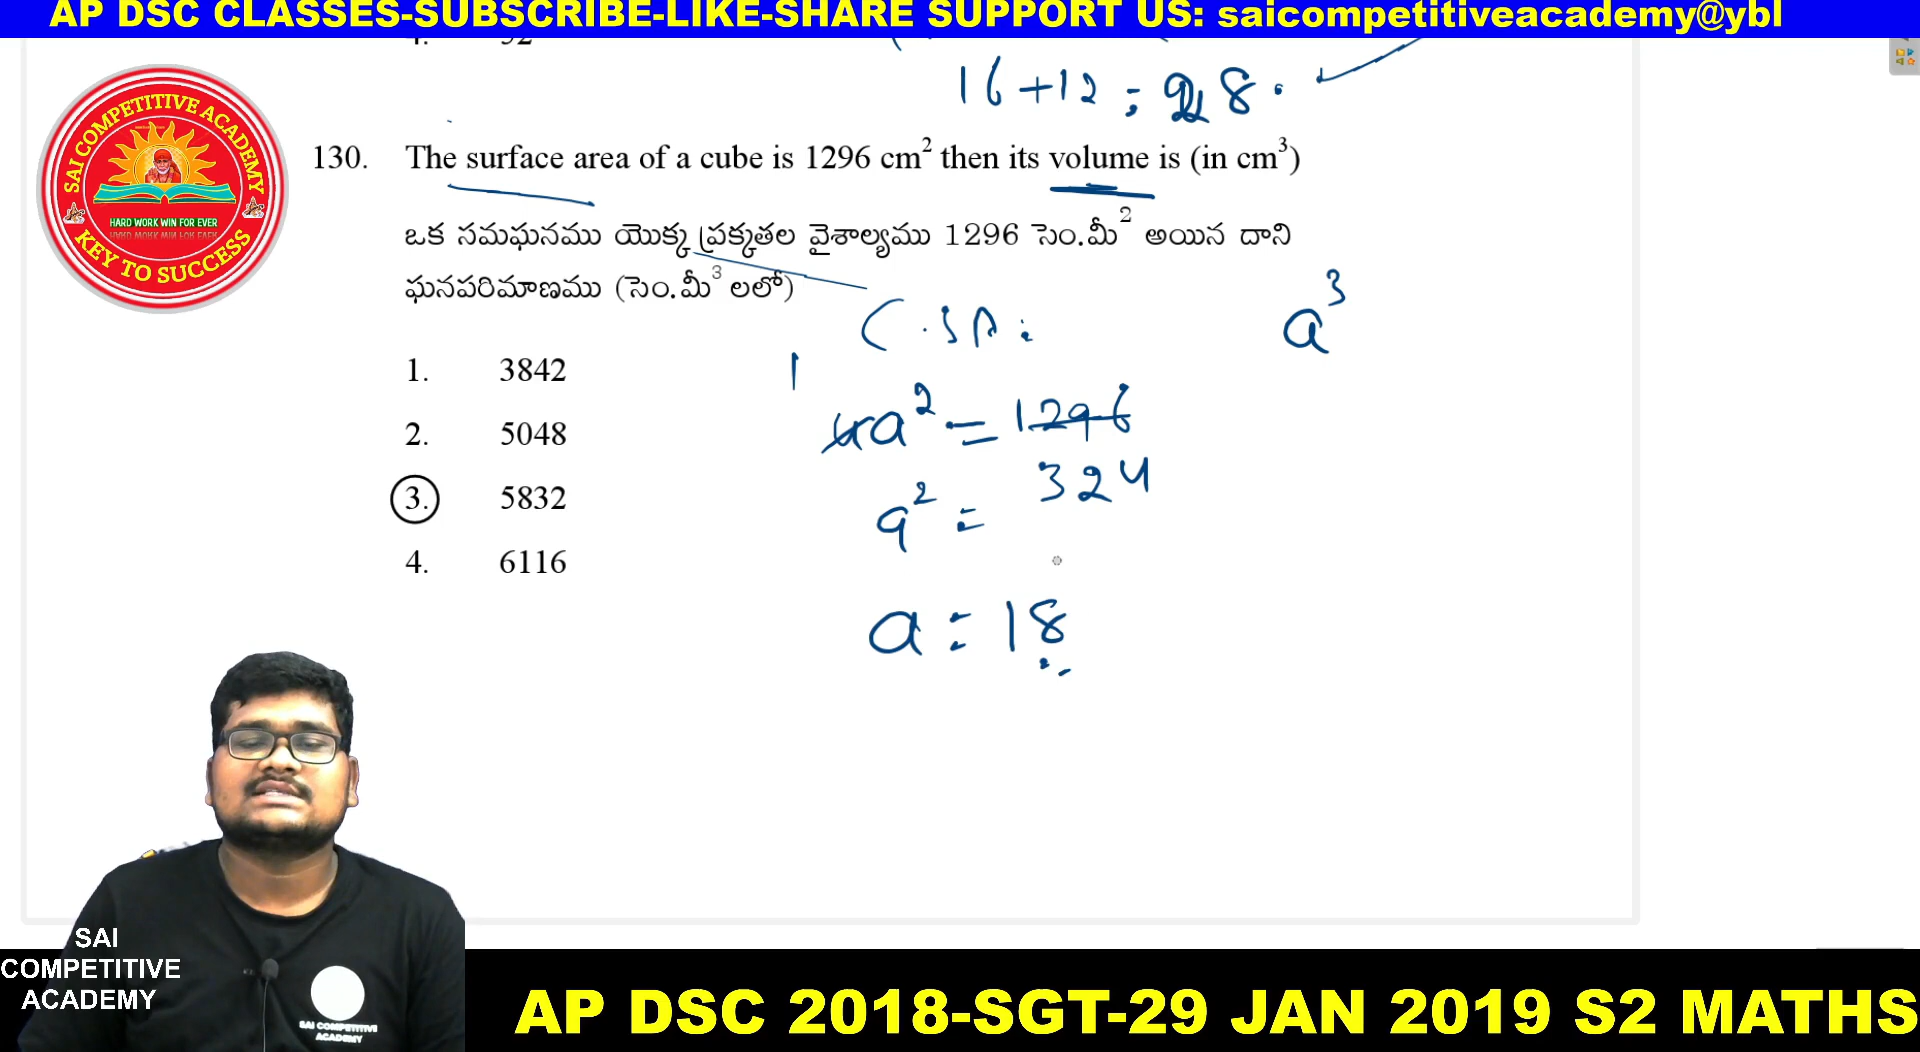 AP DSC CLASSES-SUBSCRIBE-LIKE-SHARE SUPPORT US: saicompetitiveacademy@ybl
16+12 = 28.
SAI COMPETITIVE ACADEMY
HARD WORK WIN FOR EVER
KEY TO SUCCESS
130. The surface area of a cube is 1296 cm² then its volume is (in cm³)
ఒక సమఘనము యొక్క ప్రక్కతల వైశాల్యము 1296 సెం.మీ² అయిన దాని
ఘనపరిమాణము (సెం.మీ³ లలో)
C.SA:
a³
1. 3842
4a² = 1296
2. 5048
324
3. 5832
a² =
4. 6116
a = 18
SAI
COMPETITIVE
ACADEMY
SAI COMPETITIVE
ACADEMY
AP DSC 2018-SGT-29 JAN 2019 S2 MATHS